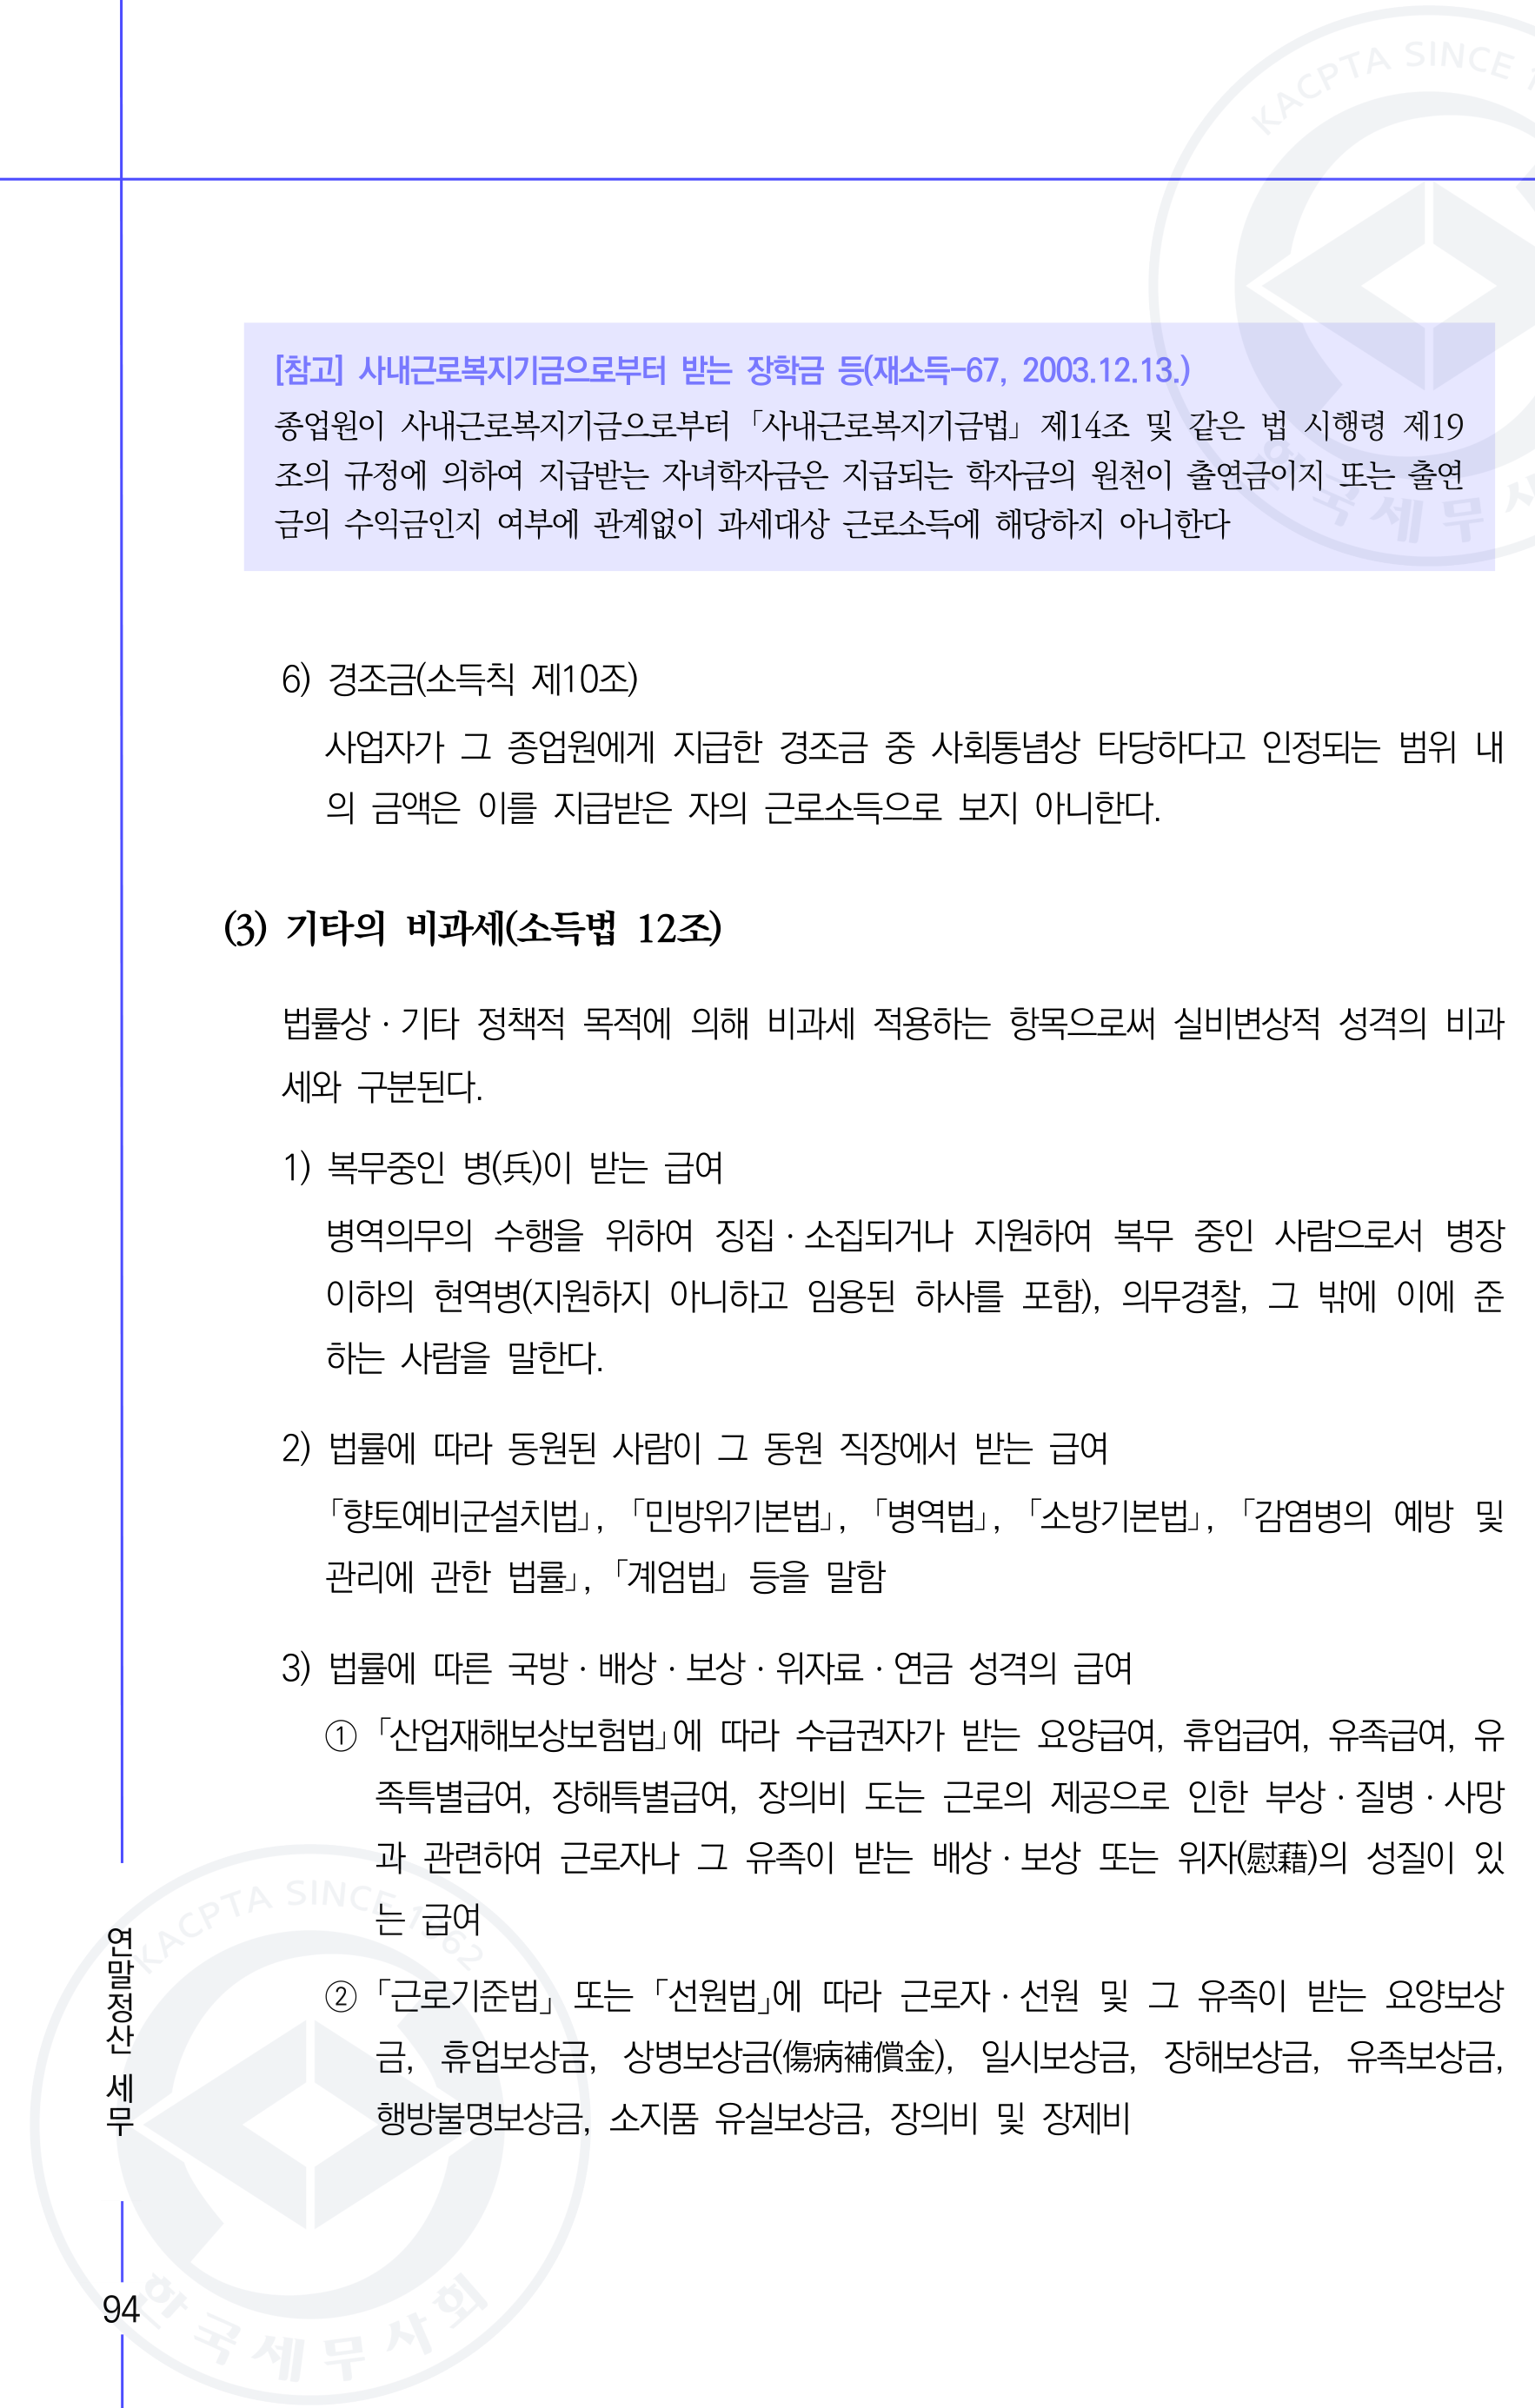 KACPTA SINCE 1
[참고] 사내근로복지기금으로부터 받는 장학금 등(재소득-67, 2003.12.13.)
종업원이 사내근로복지기금으로부터 「사내근로복지기금법」 제14조 및 같은 법 시행령 제19
조의 규정에 의하여 지급받는 자녀학자금은 지급되는 학자금의 원천이 출연금이지 또는 출연
금의 수익금인지 여부에 관계없이 과세대상 근로소득에 해당하지 아니한다
한국세무사
6) 경조금(소득칙 제10조)
사업자가 그 종업원에게 지급한 경조금 중 사회통념상 타당하다고 인정되는 범위 내
의 금액은 이를 지급받은 자의 근로소득으로 보지 아니한다.
(3) 기타의 비과세(소득법 12조)
법률상·기타 정책적 목적에 의해 비과세 적용하는 항목으로써 실비변상적 성격의 비과
세와 구분된다.
1) 복무중인 병(兵)이 받는 급여
병역의무의 수행을 위하여 징집·소집되거나 지원하여 복무 중인 사람으로서 병장
이하의 현역병(지원하지 아니하고 임용된 하사를 포함), 의무경찰, 그 밖에 이에 준
하는 사람을 말한다.
2) 법률에 따라 동원된 사람이 그 동원 직장에서 받는 급여
「향토예비군설치법」, 「민방위기본법」, 「병역법」, 「소방기본법」, 「감염병의 예방 및
관리에 관한 법률」, 「계엄법」 등을 말함
3) 법률에 따른 국방·배상·보상·위자료·연금 성격의 급여
① 「산업재해보상보험법」에 따라 수급권자가 받는 요양급여, 휴업급여, 유족급여, 유
족특별급여, 장해특별급여, 장의비 도는 근로의 제공으로 인한 부상·질병·사망
과 관련하여 근로자나 그 유족이 받는 배상·보상 또는 위자(慰藉)의 성질이 있
는 급여
② 「근로기준법」 또는 「선원법」에 따라 근로자·선원 및 그 유족이 받는 요양보상
금, 휴업보상금, 상병보상금(傷病補償金), 일시보상금, 장해보상금, 유족보상금,
행방불명보상금, 소지품 유실보상금, 장의비 및 장제비
KACPTA SINCE 1962
연말정산 세무
94
한국세무사회